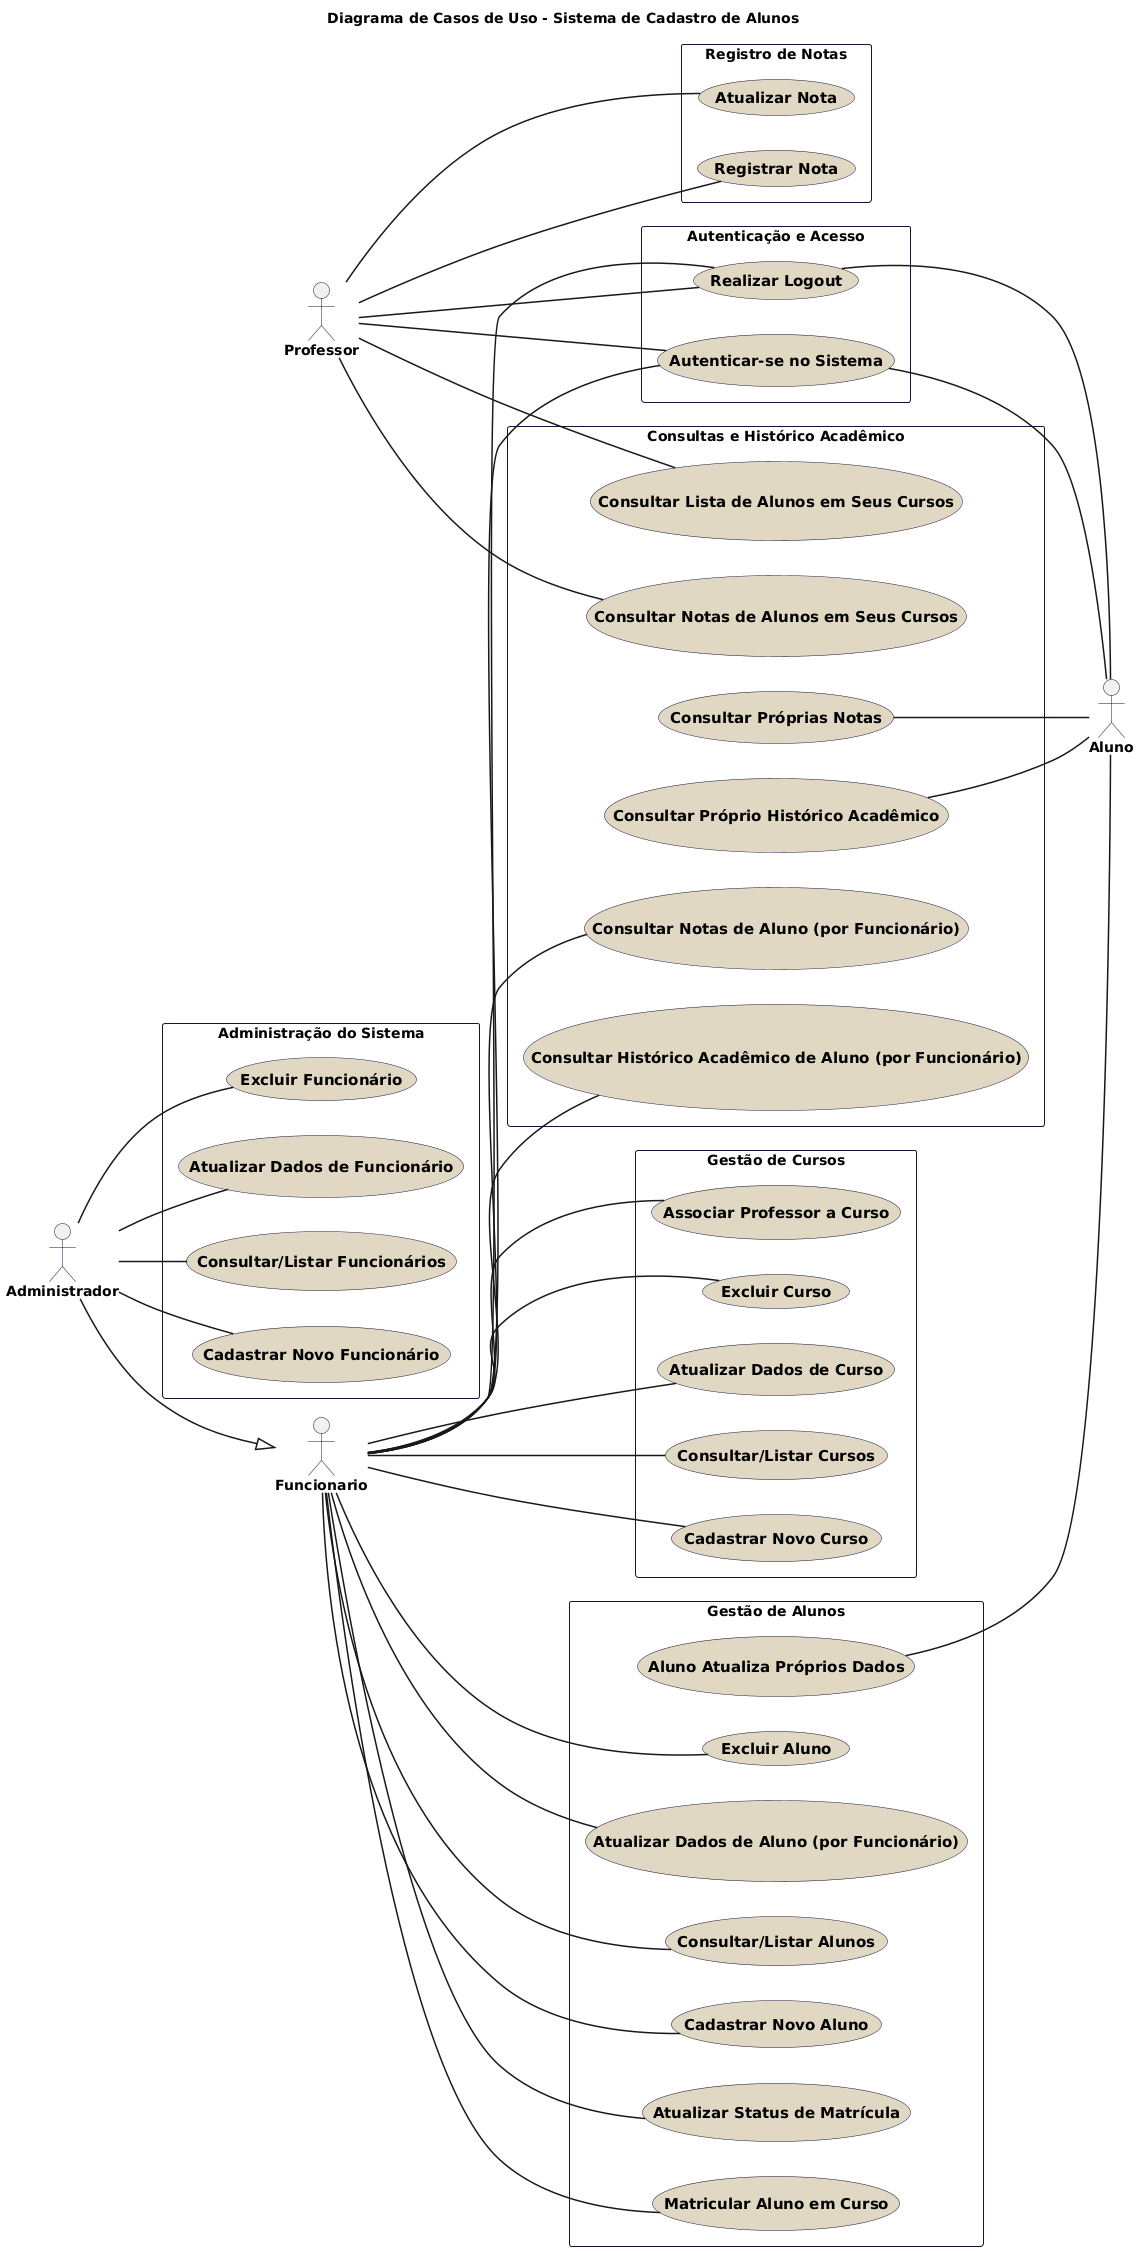 Diagrama de Casos de Uso - Sistema de Cadastro de Alunos
Registro de Notas
Atualizar Nota
Registrar Nota
Autenticação e Acesso
Realizar Logout
Autenticar-se no Sistema
Professor
Consultas e Histórico Acadêmico
Consultar Lista de Alunos em Seus Cursos
Consultar Notas de Alunos em Seus Cursos
Consultar Próprias Notas
Aluno
Consultar Próprio Histórico Acadêmico
Consultar Notas de Aluno (por Funcionário)
Consultar Histórico Acadêmico de Aluno (por Funcionário)
Administração do Sistema
Excluir Funcionário
Atualizar Dados de Funcionário
Consultar/Listar Funcionários
Administrador
Cadastrar Novo Funcionário
Gestão de Cursos
Associar Professor a Curso
Excluir Curso
Atualizar Dados de Curso
Consultar/Listar Cursos
Funcionario
Cadastrar Novo Curso
Gestão de Alunos
Aluno Atualiza Próprios Dados
Excluir Aluno
Atualizar Dados de Aluno (por Funcionário)
Consultar/Listar Alunos
Cadastrar Novo Aluno
Atualizar Status de Matrícula
Matricular Aluno em Curso